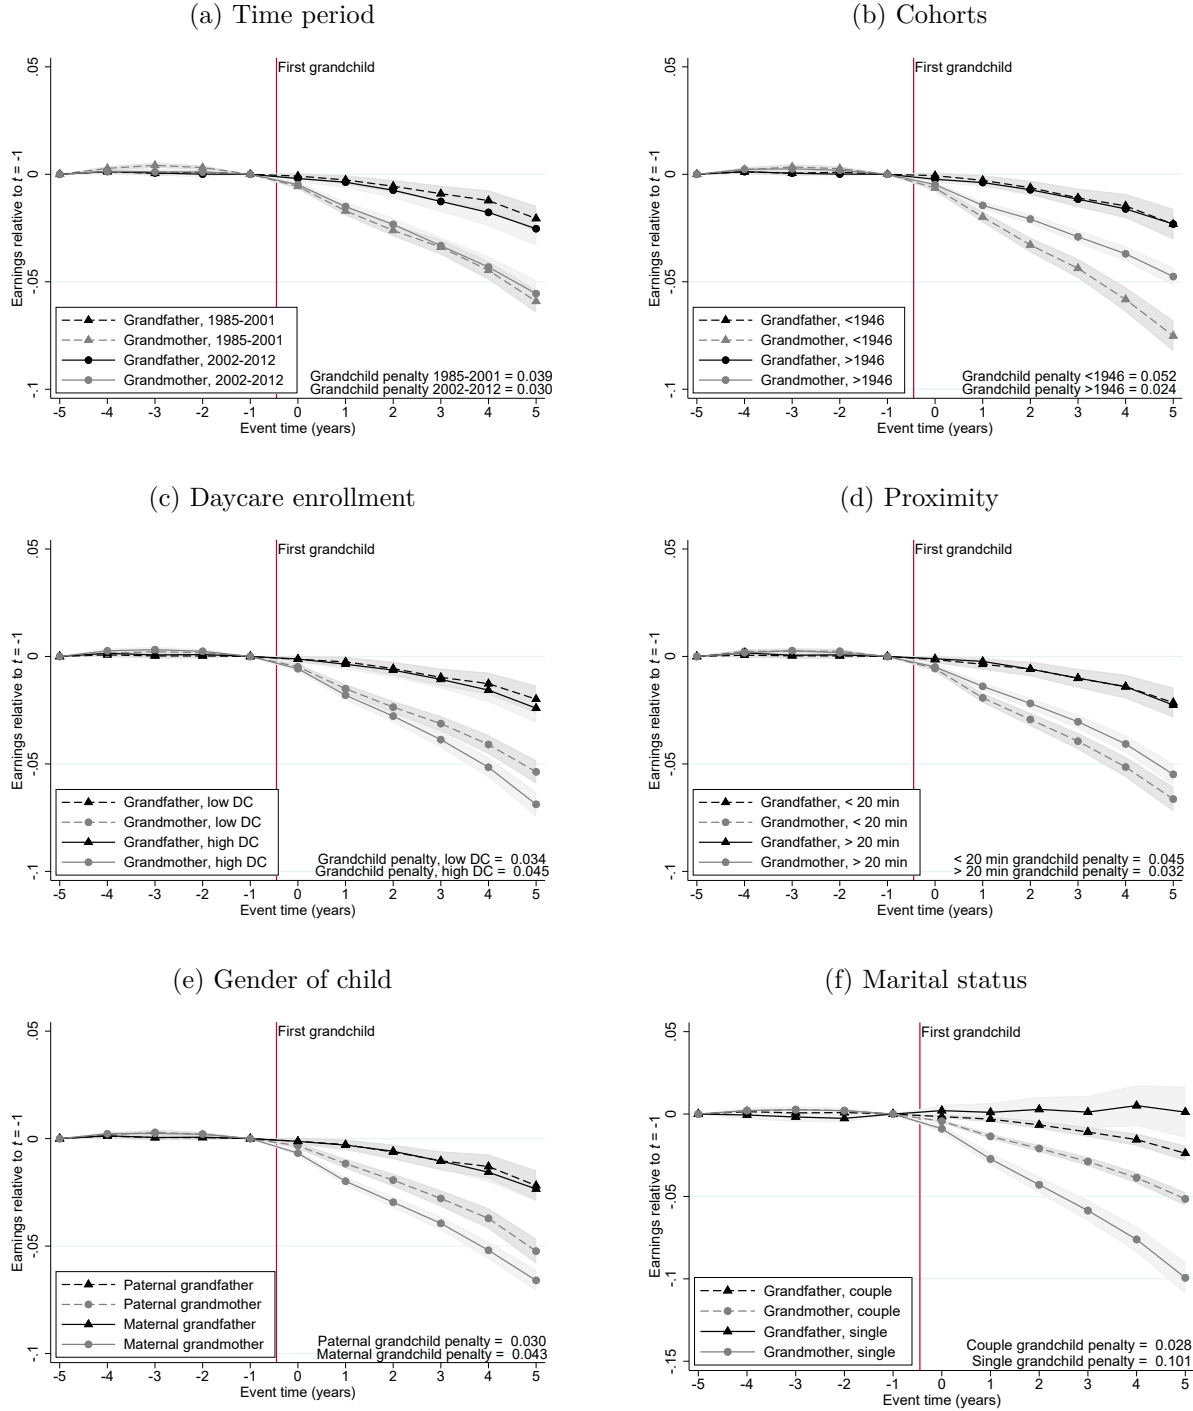 (a) Time period
.05
0
-.05
-.1
Earnings relative to t = -1
First grandchild
Grandfather, 1985-2001
Grandmother, 1985-2001
Grandfather, 2002-2012
Grandmother, 2002-2012
Grandchild penalty 1985-2001 = 0.039
Grandchild penalty 2002-2012 = 0.030
-5 -4 -3 -2 -1 0 1 2 3 4 5
Event time (years)
(b) Cohorts
.05
0
-.05
-.1
Earnings relative to t = -1
First grandchild
Grandfather, <1946
Grandmother, <1946
Grandfather, >1946
Grandmother, >1946
Grandchild penalty <1946 = 0.052
Grandchild penalty >1946 = 0.024
-5 -4 -3 -2 -1 0 1 2 3 4 5
Event time (years)
(c) Daycare enrollment
.05
0
-.05
-.1
Earnings relative to t = -1
First grandchild
Grandfather, low DC
Grandmother, low DC
Grandfather, high DC
Grandmother, high DC
Grandchild penalty, low DC = 0.034
Grandchild penalty, high DC = 0.045
-5 -4 -3 -2 -1 0 1 2 3 4 5
Event time (years)
(d) Proximity
.05
0
-.05
-.1
Earnings relative to t = -1
First grandchild
Grandfather, < 20 min
Grandmother, < 20 min
Grandfather, > 20 min
Grandmother, > 20 min
< 20 min grandchild penalty = 0.045
> 20 min grandchild penalty = 0.032
-5 -4 -3 -2 -1 0 1 2 3 4 5
Event time (years)
(e) Gender of child
.05
0
-.05
-.1
Earnings relative to t = -1
First grandchild
Paternal grandfather
Paternal grandmother
Maternal grandfather
Maternal grandmother
Paternal grandchild penalty = 0.030
Maternal grandchild penalty = 0.043
-5 -4 -3 -2 -1 0 1 2 3 4 5
Event time (years)
(f) Marital status
.05
0
-.05
-.1
-.15
Earnings relative to t = -1
First grandchild
Grandfather, couple
Grandmother, couple
Grandfather, single
Grandmother, single
Couple grandchild penalty = 0.028
Single grandchild penalty = 0.101
-5 -4 -3 -2 -1 0 1 2 3 4 5
Event time (years)